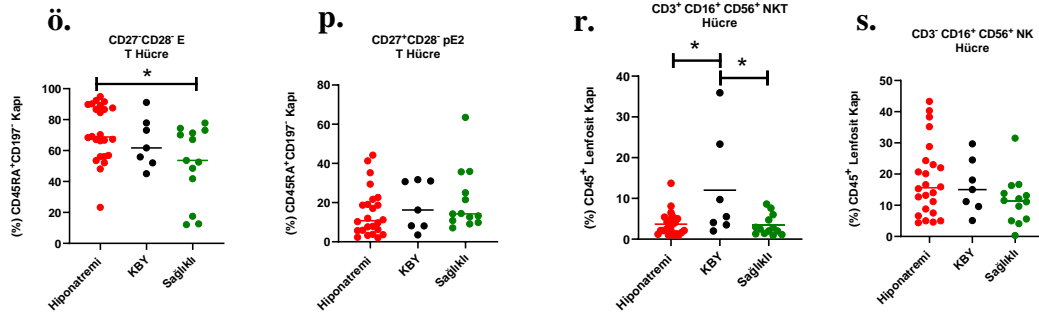 ö.
CD27⁻CD28⁻ E
T Hücre
*
(%) CD45RA⁺CD197⁻ Kapı
100
80
60
40
20
0
Hiponatremi
KBY
Sağlıklı
p.
CD27⁺CD28⁻ pE2
T Hücre
(%) CD45RA⁺CD197⁻ Kapı
80
60
40
20
0
Hiponatremi
KBY
Sağlıklı
r.
CD3⁺ CD16⁺ CD56⁺ NKT
Hücre
*
*
(%) CD45⁺ Lenfosit Kapı
40
30
20
10
0
Hiponatremi
KBY
Sağlıklı
s.
CD3⁻ CD16⁺ CD56⁺ NK
Hücre
(%) CD45⁺ Lenfosit Kapı
50
40
30
20
10
0
Hiponatremi
KBY
Sağlıklı